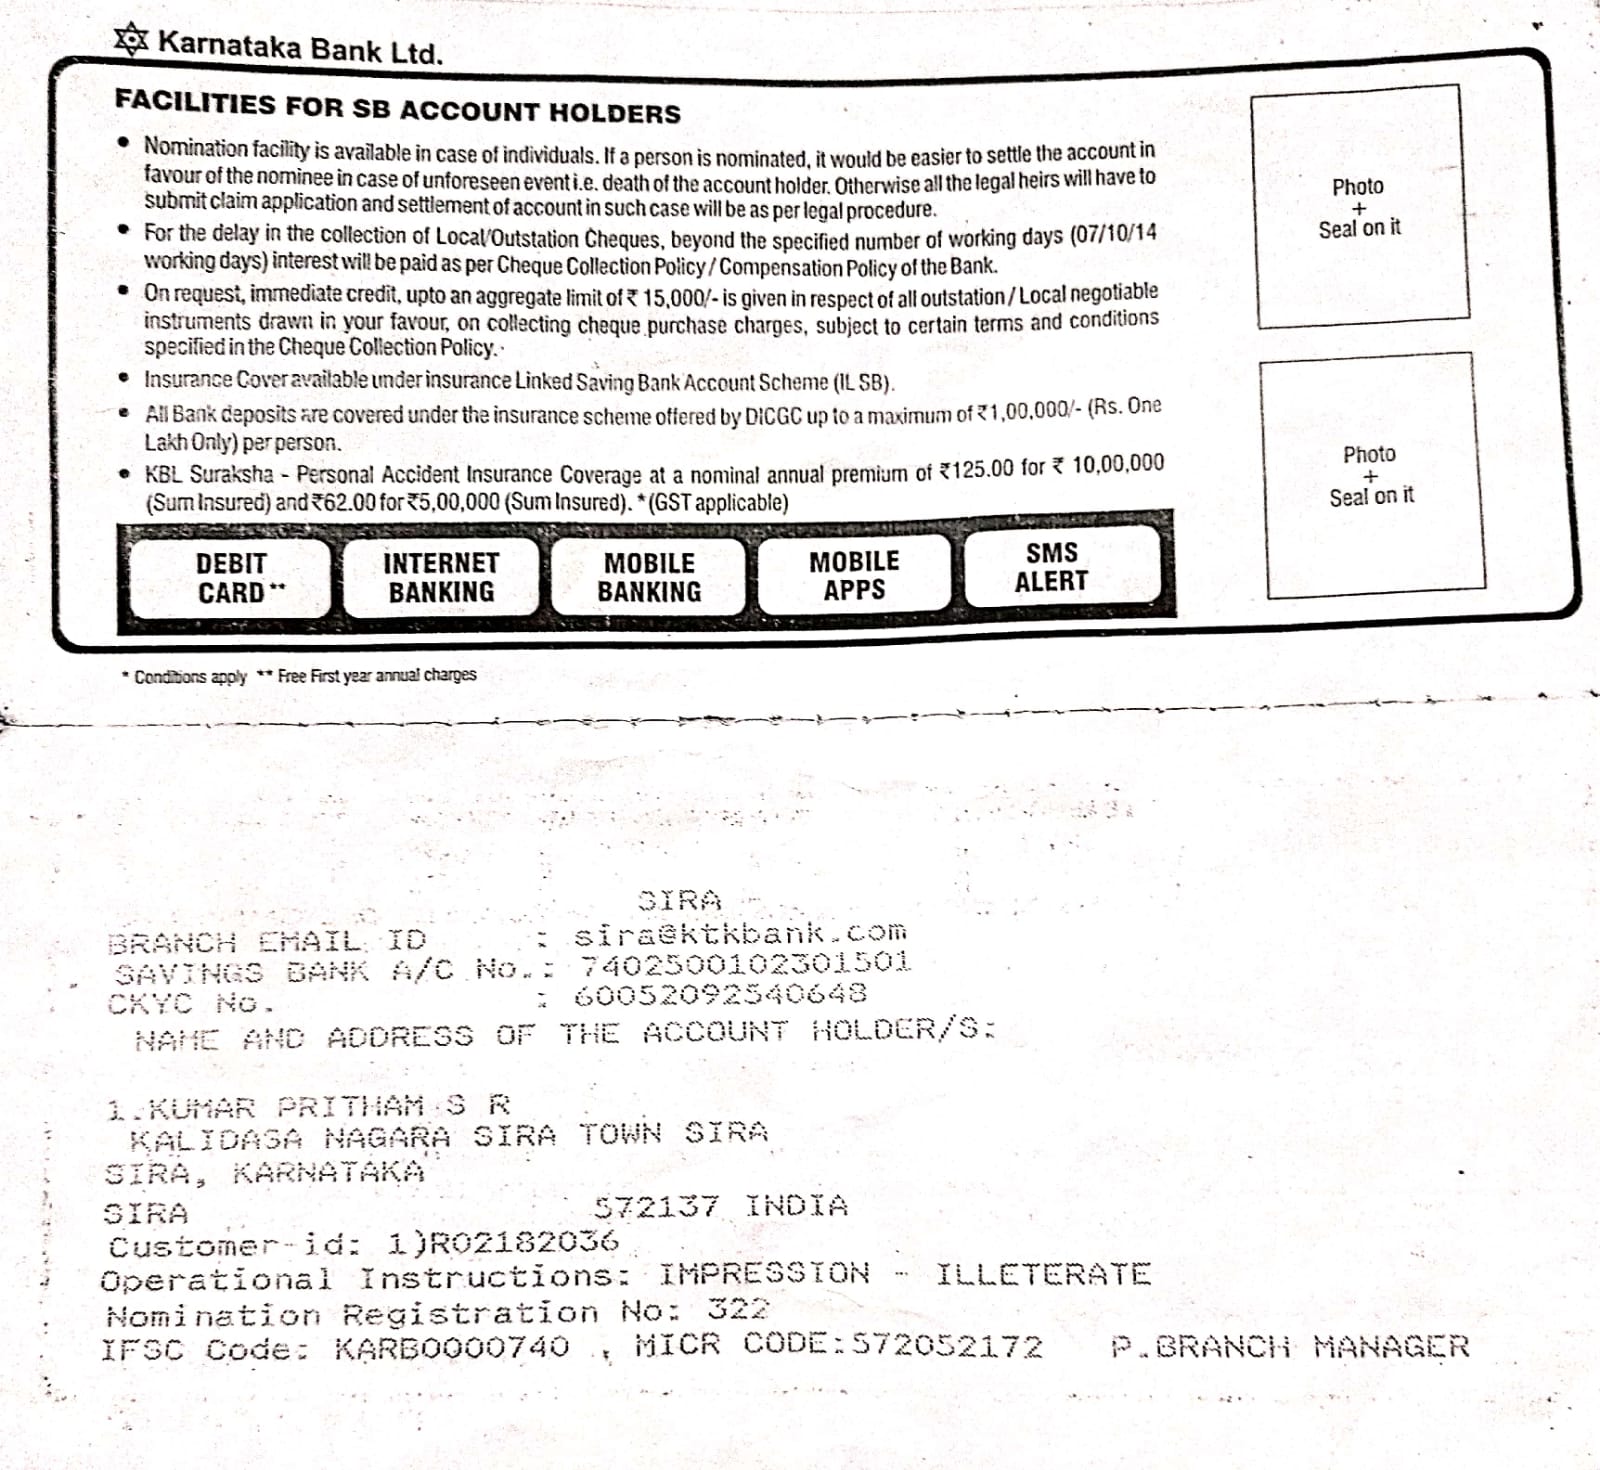 Karnataka Bank Ltd.
FACILITIES FOR SB ACCOUNT HOLDERS
• Nomination facility is available in case of individuals. If a person is nominated, it would be easier to settle the account in
favour of the nominee in case of unforeseen event i.e. death of the account holder. Otherwise all the legal heirs will have to
submit claim application and settlement of account in such case will be as per legal procedure.
• For the delay in the collection of Local/Outstation Cheques, beyond the specified number of working days (07/10/14
working days) interest will be paid as per Cheque Collection Policy / Compensation Policy of the Bank.
• On request, immediate credit, upto an aggregate limit of ₹ 15,000/- is given in respect of all outstation / Local negotiable
instruments drawn in your favour, on collecting cheque purchase charges, subject to certain terms and conditions
specified in the Cheque Collection Policy.
• Insurance Cover available under insurance Linked Saving Bank Account Scheme (IL SB).
• All Bank deposits are covered under the insurance scheme offered by DICGC up to a maximum of ₹1,00,000/- (Rs. One
Lakh Only) per person.
• KBL Suraksha - Personal Accident Insurance Coverage at a nominal annual premium of ₹125.00 for ₹ 10,00,000
(Sum Insured) and ₹62.00 for ₹5,00,000 (Sum Insured). *(GST applicable)
DEBIT
CARD**
INTERNET
BANKING
MOBILE
BANKING
MOBILE
APPS
SMS
ALERT
Photo
+
Seal on it
Photo
+
Seal on it
* Conditions apply ** Free First year annual charges
SIRA
BRANCH EMAIL ID : sira@ktkbank.com
SAVINGS BANK A/C No.: 7402500102301501
CKYC No. : 60052092540648
NAME AND ADDRESS OF THE ACCOUNT HOLDER/S:
1.KUMAR PRITHAM S R
KALIDASA NAGARA SIRA TOWN SIRA
SIRA, KARNATAKA
SIRA 572137 INDIA
Customer-id: 1)R02182036
Operational Instructions: IMPRESSION - ILLETERATE
Nomination Registration No: 322
IFSC Code: KARB0000740 , MICR CODE:572052172 P.BRANCH MANAGER